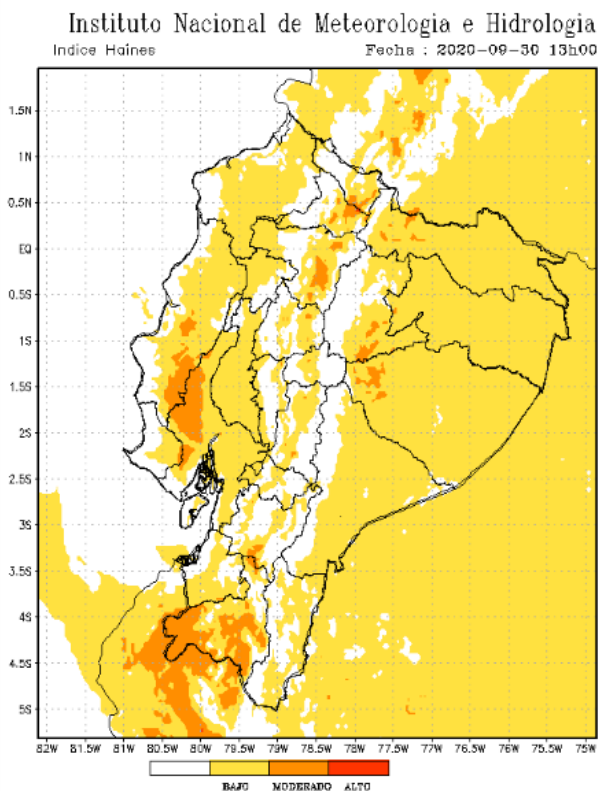 Instituto Nacional de Meteorologia e Hidrologia
Indice Haines Fecha : 2020-09-30 13h00
1.5N
1N
0.5N
EQ
0.5S
1S
1.5S
2S
2.5S
3S
3.5S
4S
4.5S
5S
82W 81.5W 81W 80.5W 80W 79.5W 79W 78.5W 78W 77.5W 77W 76.5W 76W 75.5W 75W
BAJO MODERADO ALTO